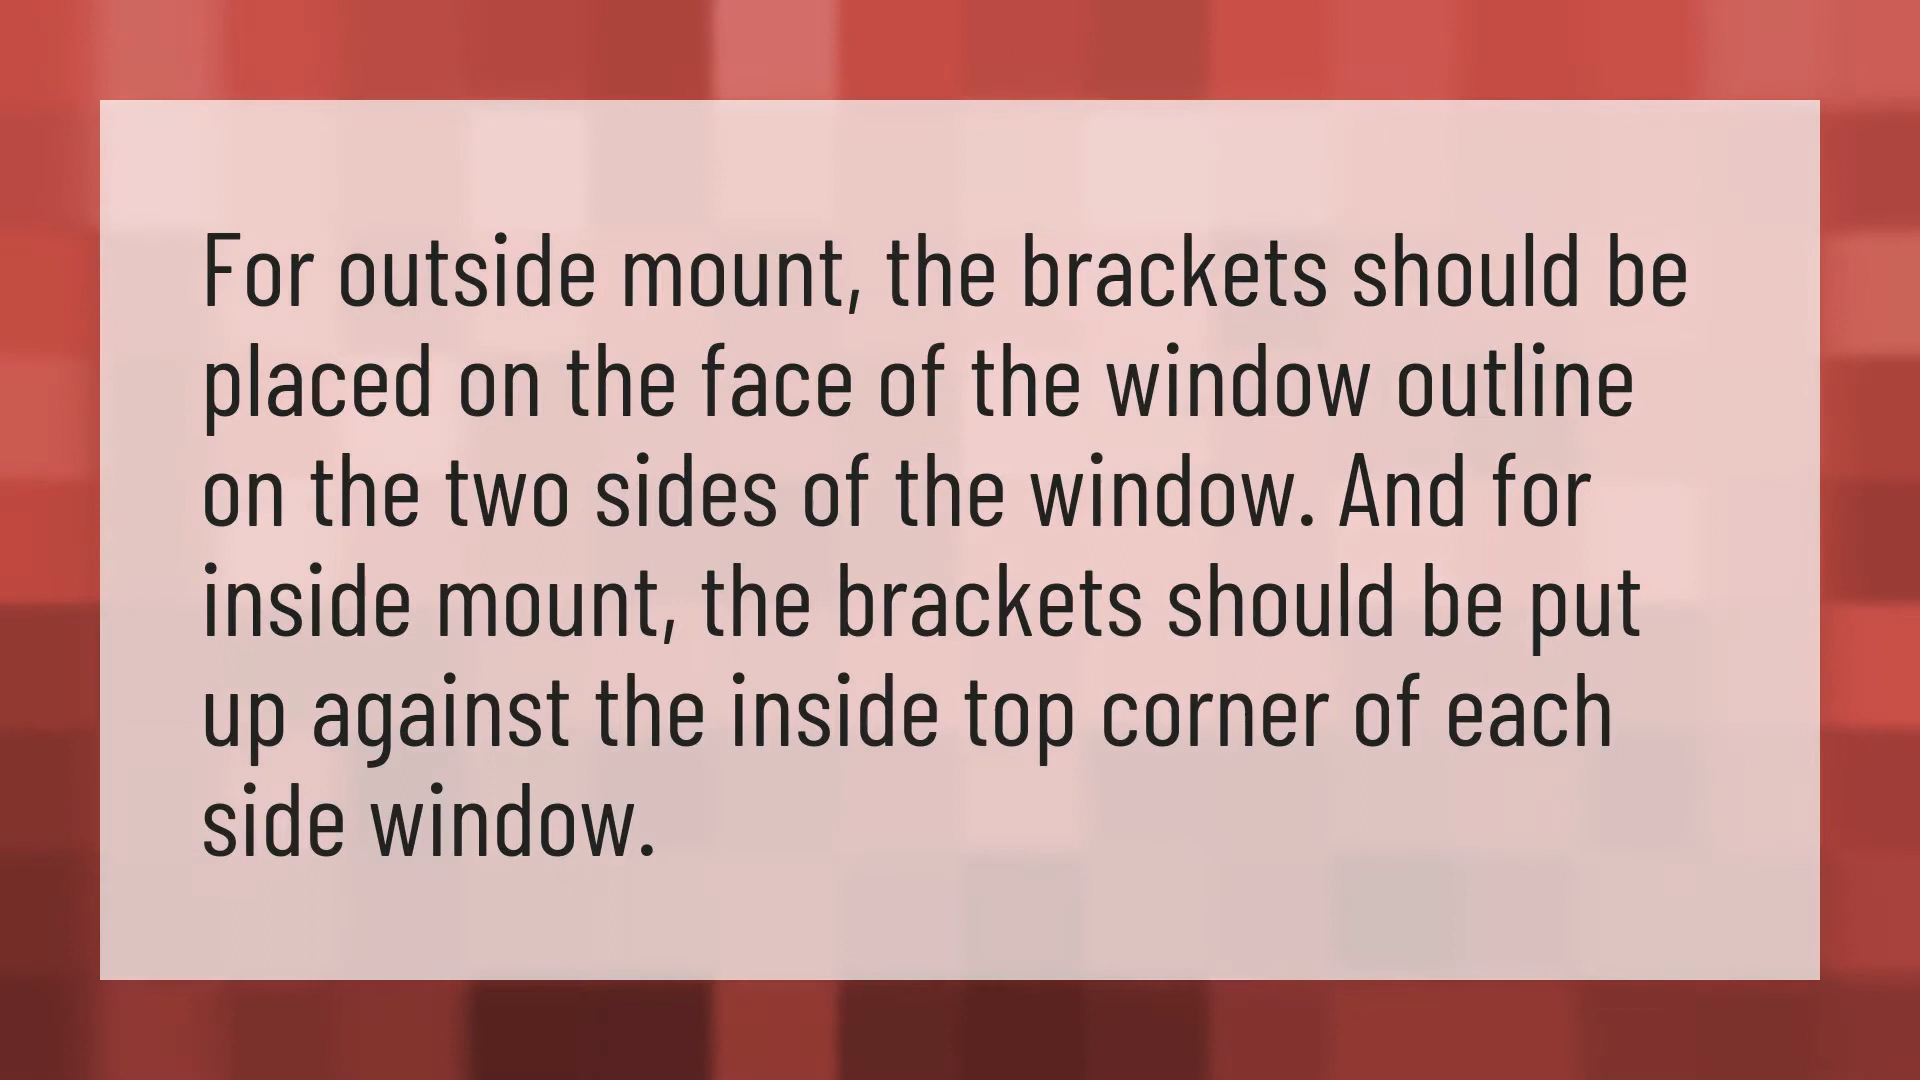 For outside mount, the brackets should be
placed on the face of the window outline
on the two sides of the window. And for
inside mount, the brackets should be put
up against the inside top corner of each
side window.